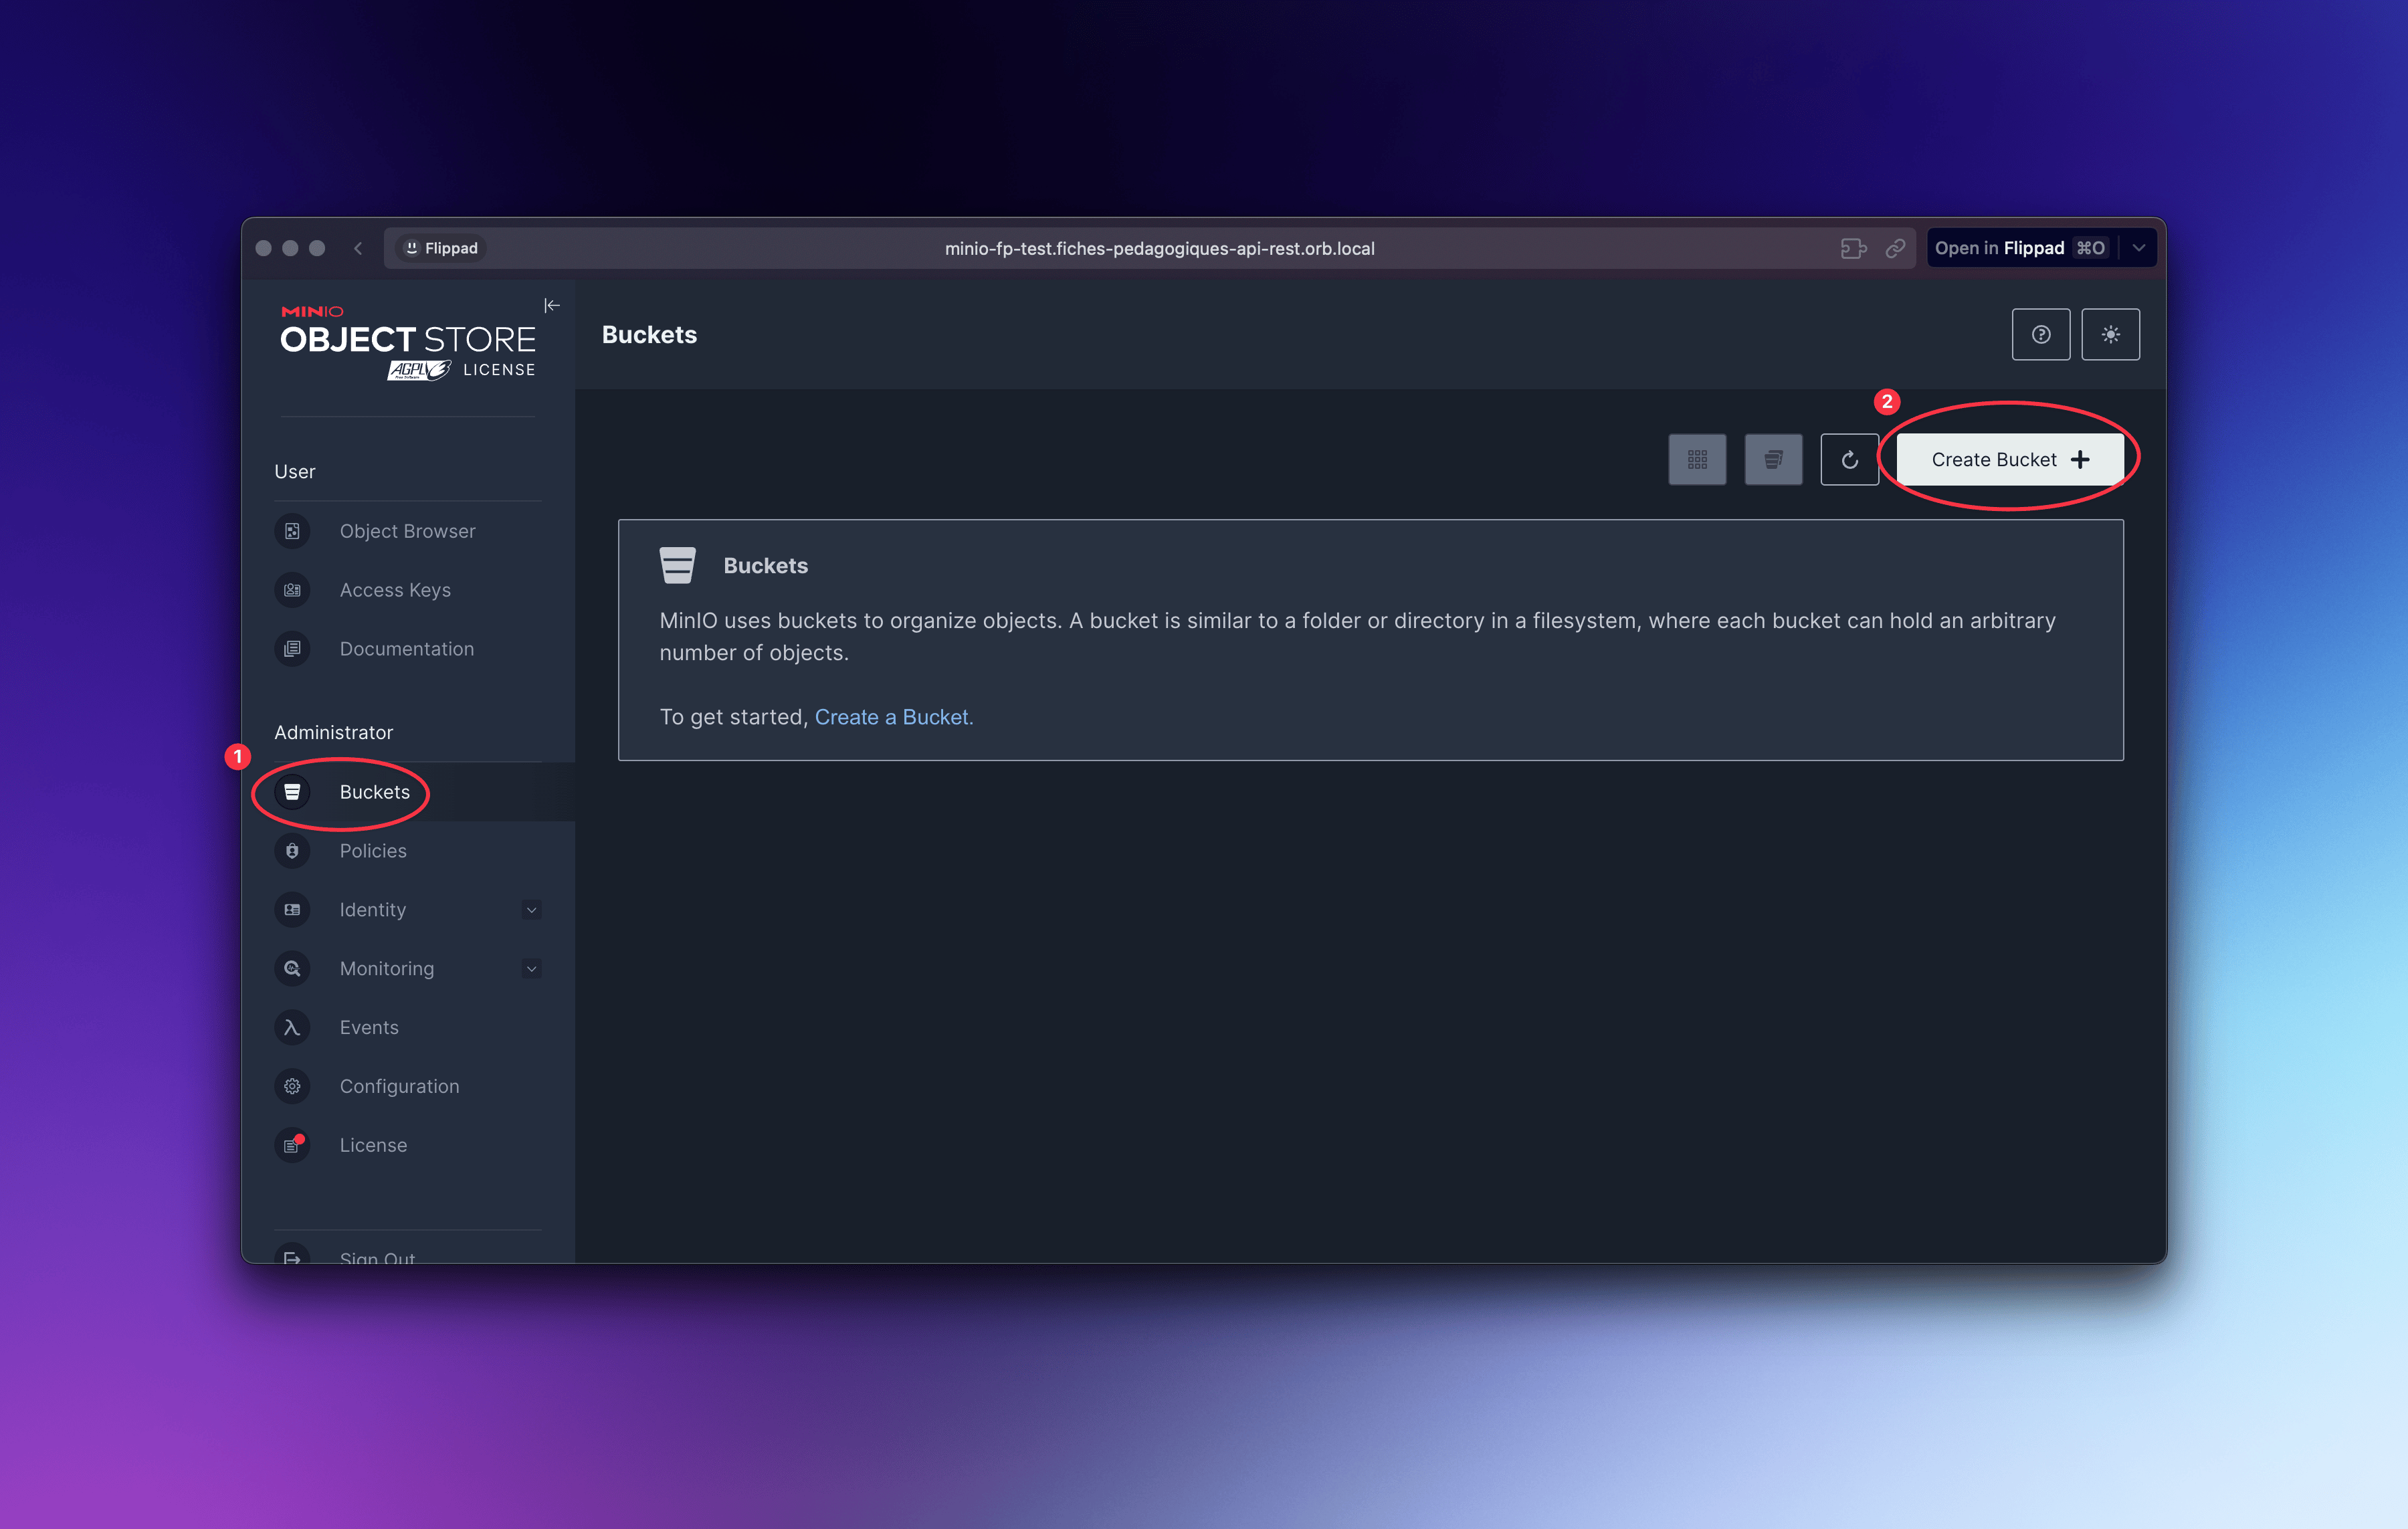 Flippad
minio-fp-test.fiches-pedagogiques-api-rest.orb.local
Open in Flippad ⌘O
MINIO
OBJECT STORE
AGPL v3 LICENSE
Buckets
User
Object Browser
Access Keys
Documentation
Administrator
1
Buckets
Policies
Identity
Monitoring
Events
Configuration
License
Sign Out
2
Create Bucket +
Buckets
MinIO uses buckets to organize objects. A bucket is similar to a folder or directory in a filesystem, where each bucket can hold an arbitrary
number of objects.
To get started, Create a Bucket.